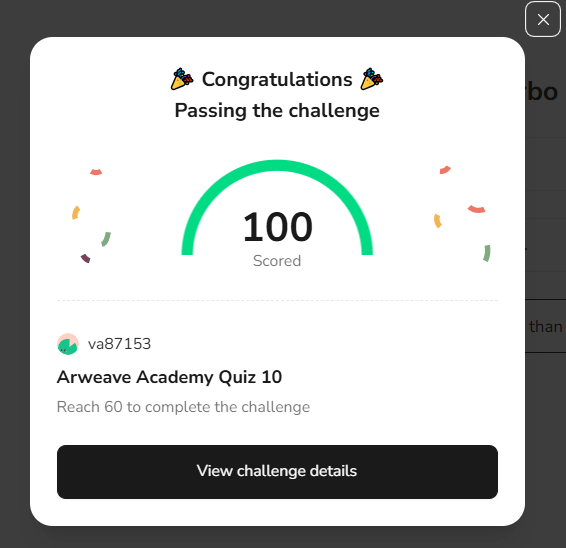 Congratulations
Passing the challenge
100
Scored
va87153
Arweave Academy Quiz 10
Reach 60 to complete the challenge
View challenge details
than